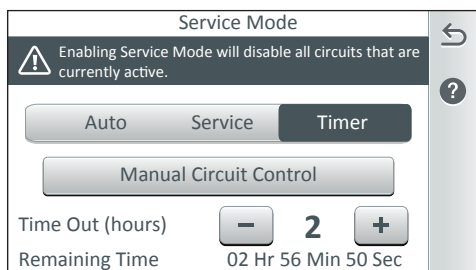 Service Mode
Enabling Service Mode will disable all circuits that are
currently active.
Auto Service Timer
Manual Circuit Control
Time Out (hours) − 2 +
Remaining Time 02 Hr 56 Min 50 Sec